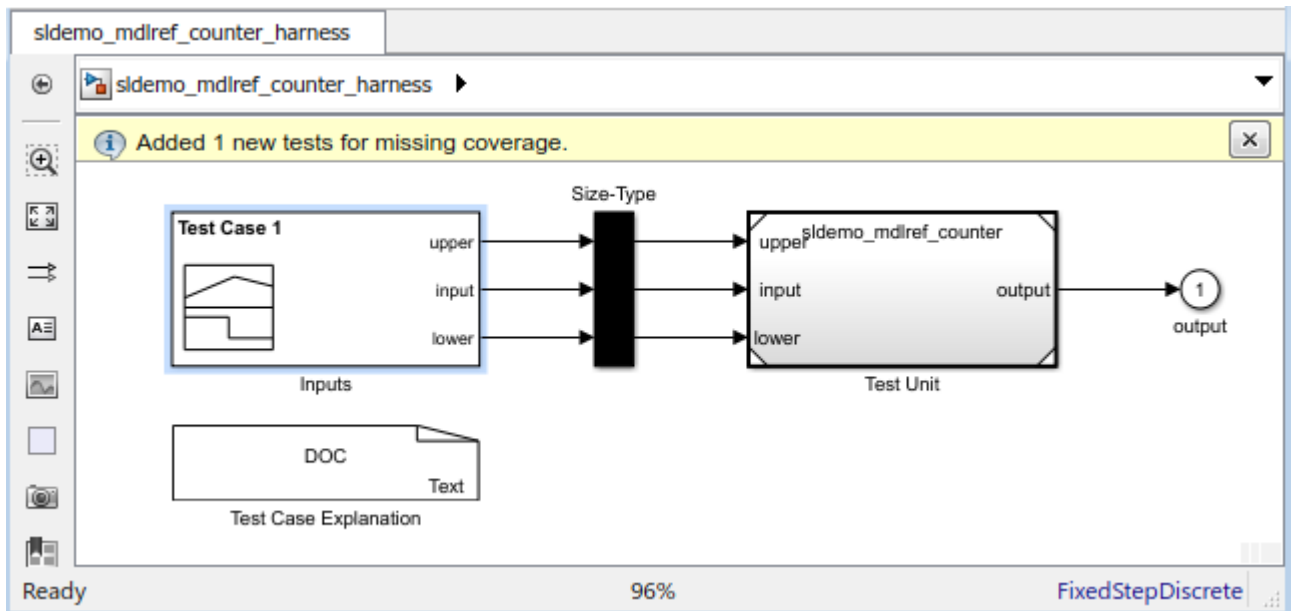 sldemo_mdlref_counter_harness
sldemo_mdlref_counter_harness
Added 1 new tests for missing coverage.
Size-Type
Test Case 1
upper
input
lower
Inputs
sldemo_mdlref_counter
upper
input
lower
output
Test Unit
1
output
DOC
Text
Test Case Explanation
Ready
96%
FixedStepDiscrete